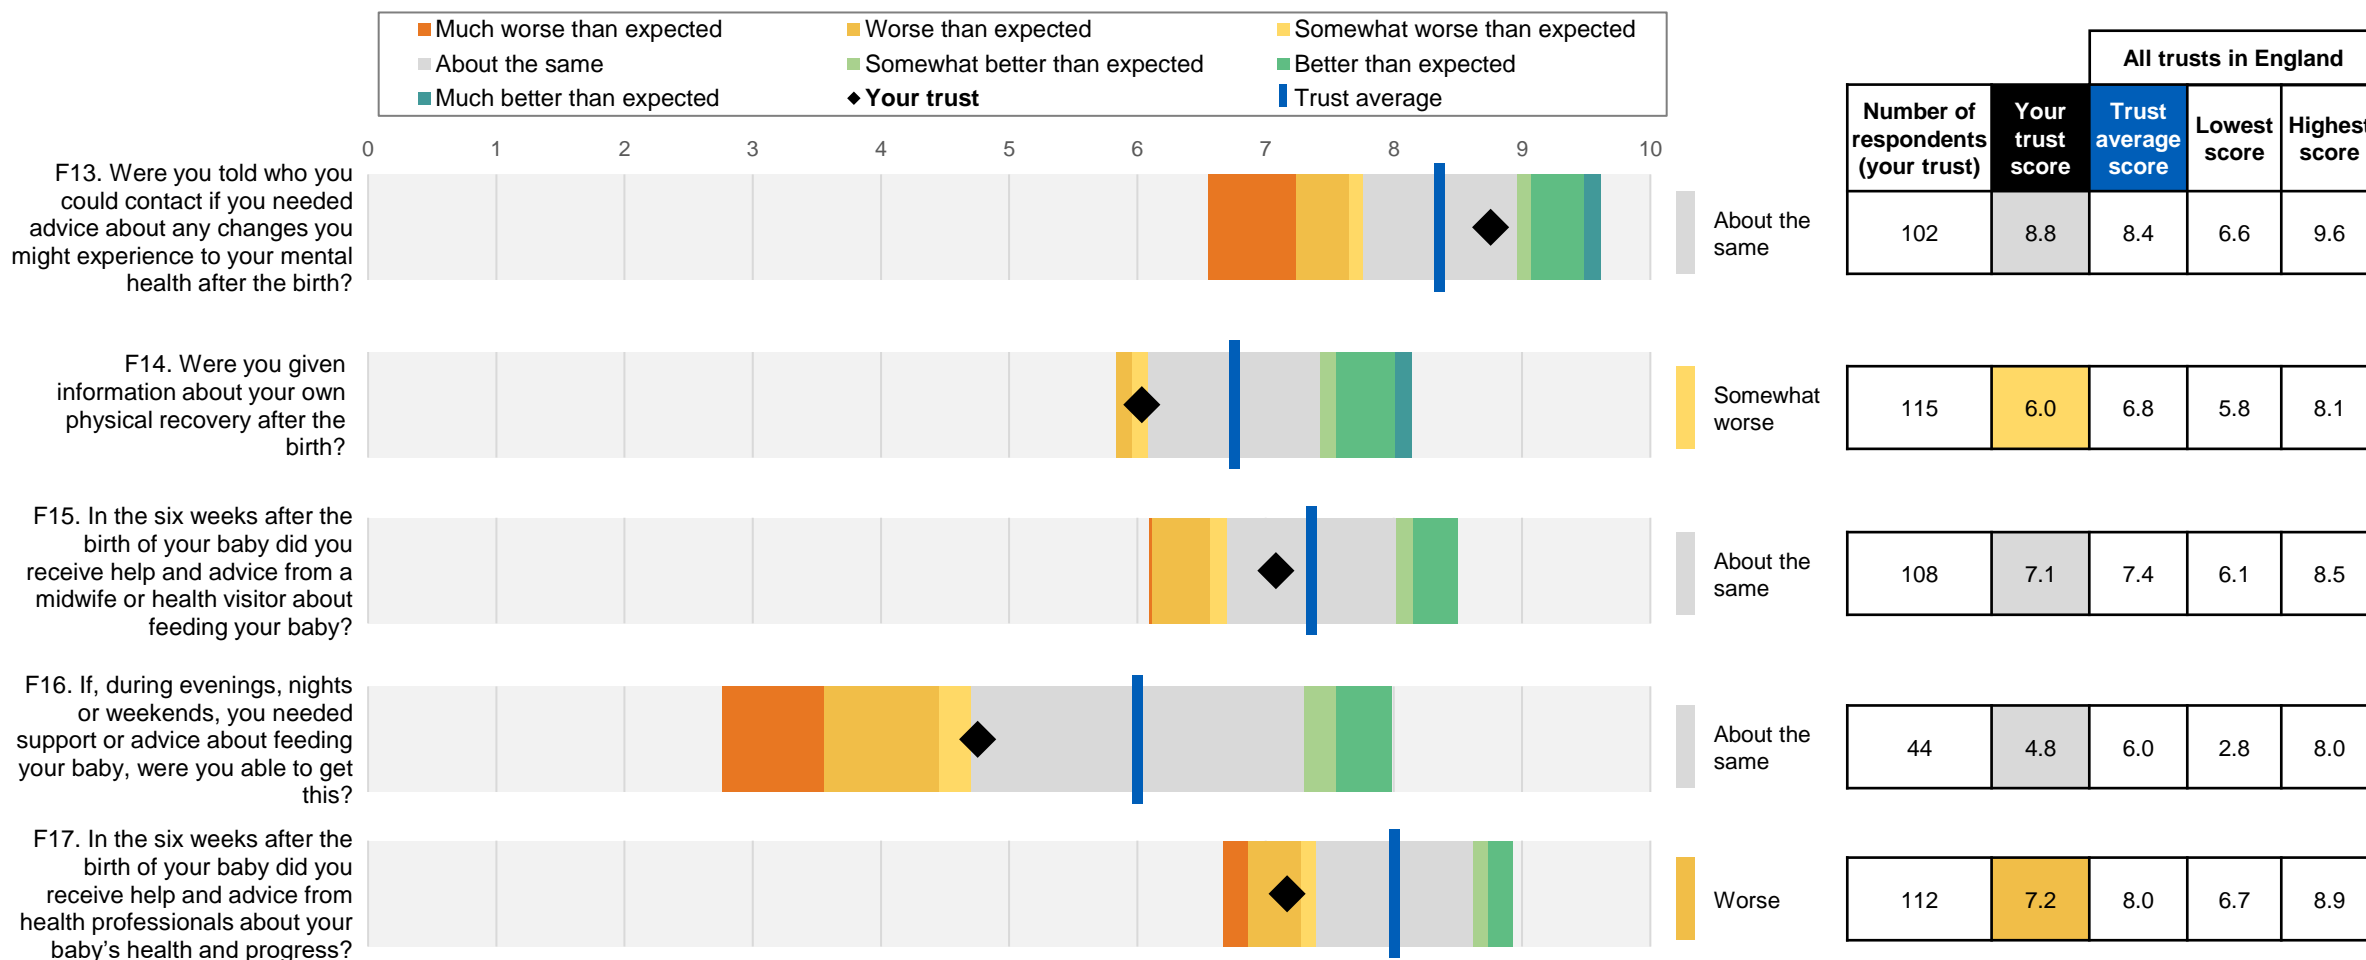 Much worse than expected
Worse than expected
Somewhat worse than expected
About the same
Somewhat better than expected
Better than expected
Much better than expected
Your trust
Trust average
All trusts in England
Number of respondents (your trust)
Your trust score
Trust average score
Lowest score
Highest score
0 1 2 3 4 5 6 7 8 9 10
F13. Were you told who you
could contact if you needed
advice about any changes you
might experience to your mental
health after the birth?
About the
same
102 8.8 8.4 6.6 9.6
F14. Were you given
information about your own
physical recovery after the
birth?
Somewhat
worse
115 6.0 6.8 5.8 8.1
F15. In the six weeks after the
birth of your baby did you
receive help and advice from a
midwife or health visitor about
feeding your baby?
About the
same
108 7.1 7.4 6.1 8.5
F16. If, during evenings, nights
or weekends, you needed
support or advice about feeding
your baby, were you able to get
this?
About the
same
44 4.8 6.0 2.8 8.0
F17. In the six weeks after the
birth of your baby did you
receive help and advice from
health professionals about your
baby's health and progress?
Worse
112 7.2 8.0 6.7 8.9